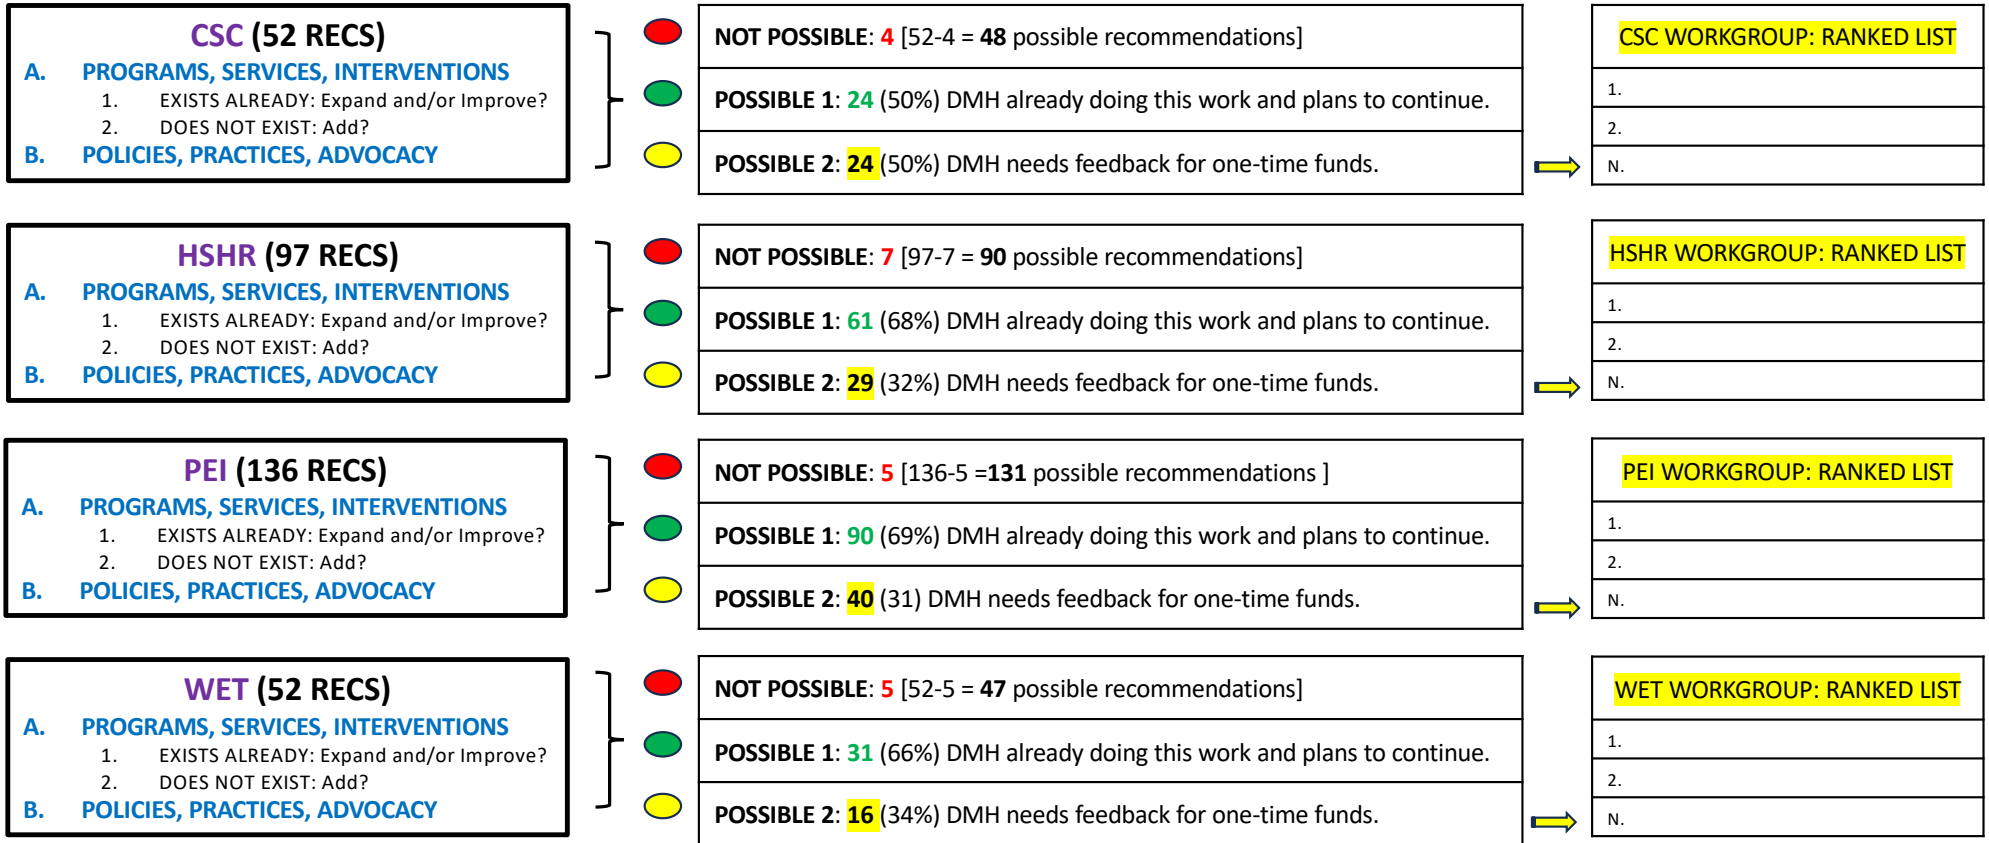 CSC (52 RECS)
A. PROGRAMS, SERVICES, INTERVENTIONS
1. EXISTS ALREADY: Expand and/or Improve?
2. DOES NOT EXIST: Add?
B. POLICIES, PRACTICES, ADVOCACY
NOT POSSIBLE: 4 [52-4 = 48 possible recommendations]
POSSIBLE 1: 24 (50%) DMH already doing this work and plans to continue.
POSSIBLE 2: 24 (50%) DMH needs feedback for one-time funds.
CSC WORKGROUP: RANKED LIST
1.
2.
N.
HSHR (97 RECS)
A. PROGRAMS, SERVICES, INTERVENTIONS
1. EXISTS ALREADY: Expand and/or Improve?
2. DOES NOT EXIST: Add?
B. POLICIES, PRACTICES, ADVOCACY
NOT POSSIBLE: 7 [97-7 = 90 possible recommendations]
POSSIBLE 1: 61 (68%) DMH already doing this work and plans to continue.
POSSIBLE 2: 29 (32%) DMH needs feedback for one-time funds.
HSHR WORKGROUP: RANKED LIST
1.
2.
N.
PEI (136 RECS)
A. PROGRAMS, SERVICES, INTERVENTIONS
1. EXISTS ALREADY: Expand and/or Improve?
2. DOES NOT EXIST: Add?
B. POLICIES, PRACTICES, ADVOCACY
NOT POSSIBLE: 5 [136-5 =131 possible recommendations ]
POSSIBLE 1: 90 (69%) DMH already doing this work and plans to continue.
POSSIBLE 2: 40 (31) DMH needs feedback for one-time funds.
PEI WORKGROUP: RANKED LIST
1.
2.
N.
WET (52 RECS)
A. PROGRAMS, SERVICES, INTERVENTIONS
1. EXISTS ALREADY: Expand and/or Improve?
2. DOES NOT EXIST: Add?
B. POLICIES, PRACTICES, ADVOCACY
NOT POSSIBLE: 5 [52-5 = 47 possible recommendations]
POSSIBLE 1: 31 (66%) DMH already doing this work and plans to continue.
POSSIBLE 2: 16 (34%) DMH needs feedback for one-time funds.
WET WORKGROUP: RANKED LIST
1.
2.
N.